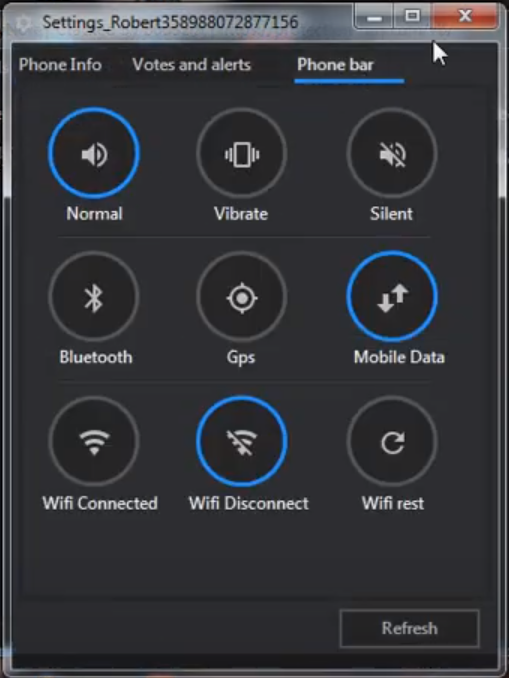 Settings_Robert358988072877156
Phone Info Votes and alerts Phone bar
Normal Vibrate Silent
Bluetooth Gps Mobile Data
Wifi Connected Wifi Disconnect Wifi rest
Refresh